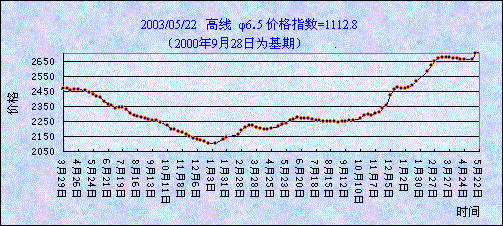 2003/05/22 高线 φ6.5 价格指数=1112.8
(2000年9月28日为基期)
价格
2650
2550
2450
2350
2250
2150
2050
3月29日
4月26日
5月24日
6月21日
7月19日
8月16日
9月13日
10月11日
11月8日
12月6日
1月3日
1月31日
2月28日
3月28日
4月25日
5月23日
6月20日
7月18日
8月15日
9月12日
10月10日
11月7日
12月5日
1月2日
1月30日
2月27日
3月27日
4月24日
5月22日
时间